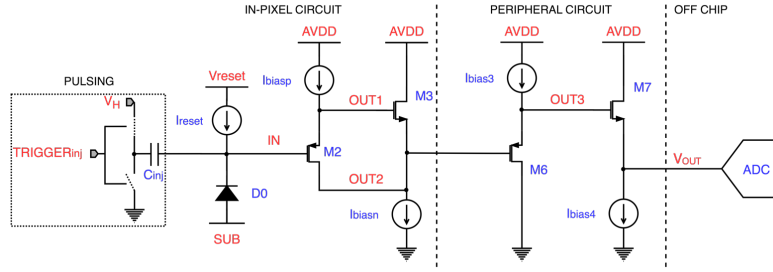 IN-PIXEL CIRCUIT
PERIPHERAL CIRCUIT
OFF CHIP
AVDD
AVDD
AVDD
AVDD
PULSING
Vreset
Ibiasp
M3
Ibias3
M7
VH
OUT1
OUT3
Ireset
TRIGGERinj
IN
M2
VOUT
Cinj
M6
ADC
D0
OUT2
Ibiasn
Ibias4
SUB